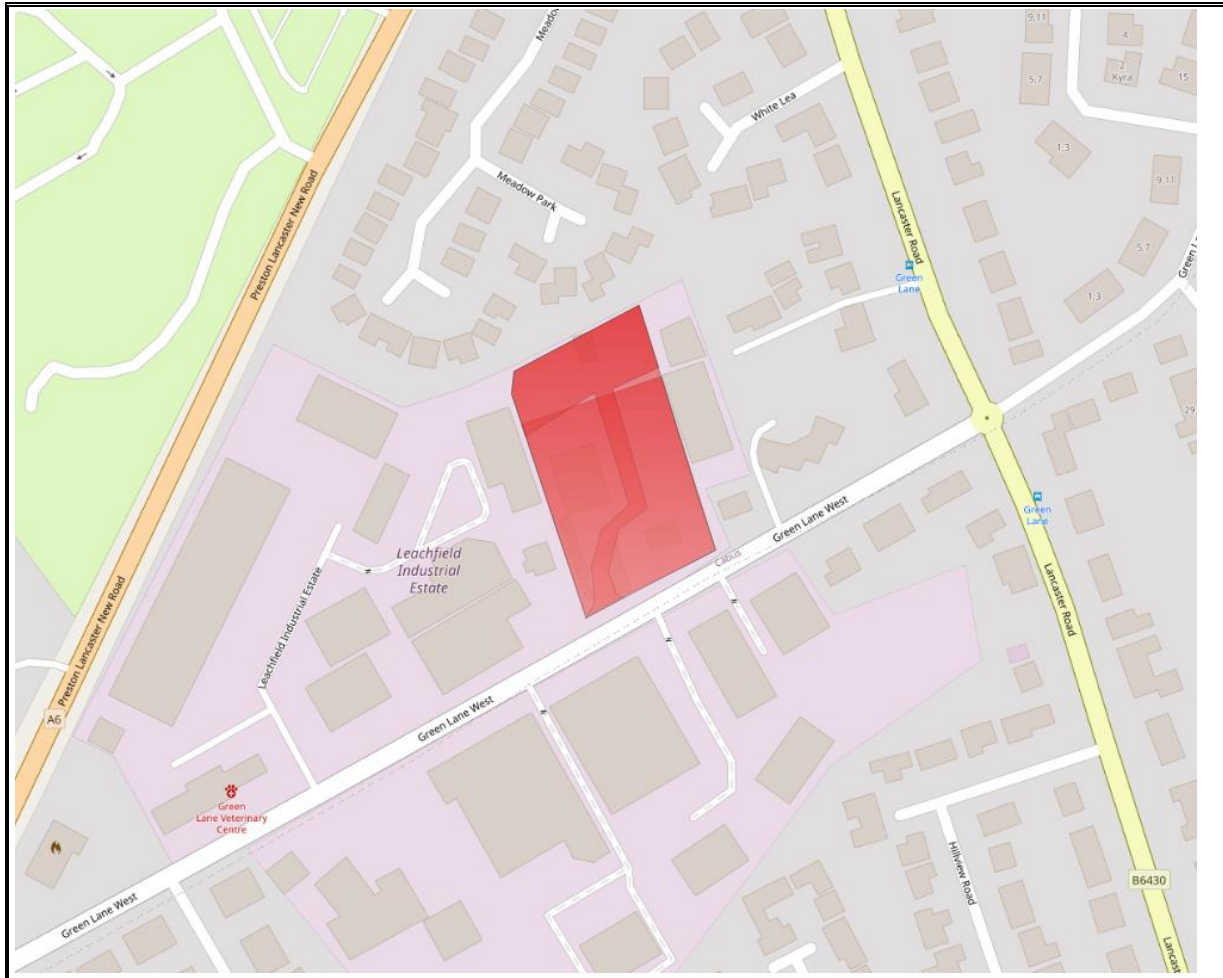 9,11
4
2
Kyra
5,7
15
White Lea
1,3
9,11
Preston Lancaster New Road
Meadow Park
Lancaster Road
5,7
Green
Lane
1,3
Leachfield
Industrial
Estate
Green Lane West
Cabus
Green
Lane
Leachfield Industrial Estate
Lancaster Road
Preston Lancaster New Road
Green Lane West
A6
Green
Lane Veterinary
Centre
Hillview Road
B6430
Green Lane West